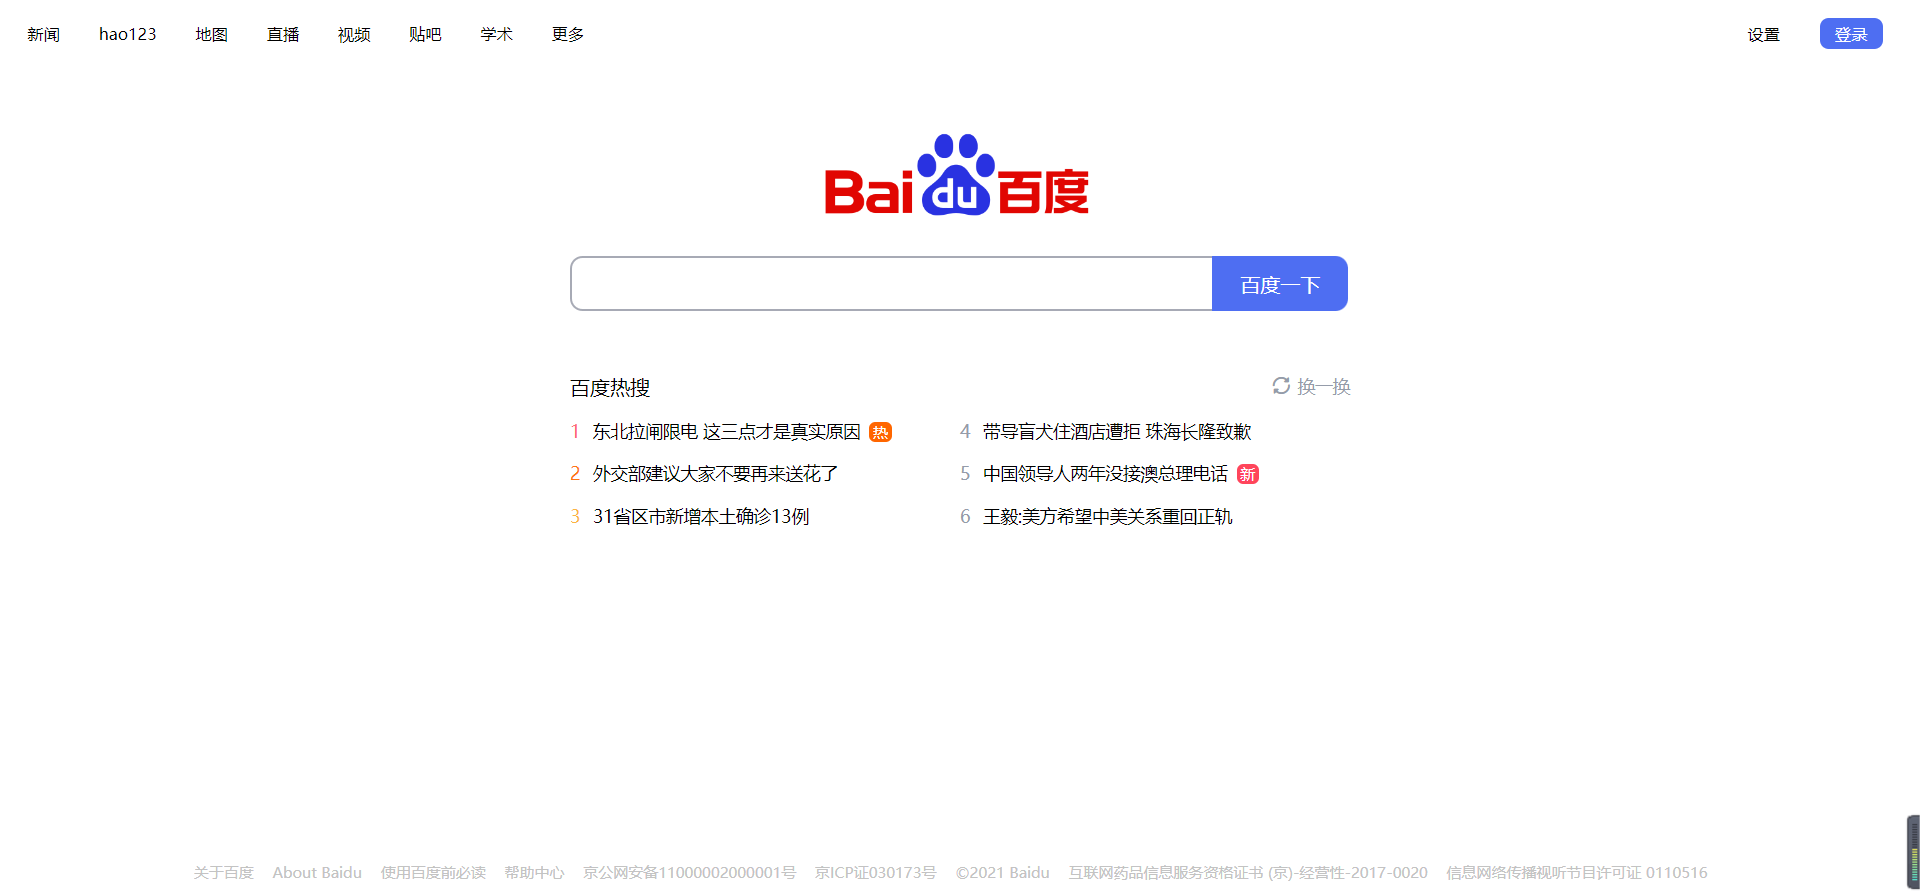 新闻 hao123 地图 直播 视频 贴吧 学术 更多 设置 登录
Bai du 百度
百度一下
百度热搜 换一换
1 东北拉闸限电 这三点才是真实原因 热
2 外交部建议大家不要再来送花了
3 31省区市新增本土确诊13例
4 带导盲犬住酒店遭拒 珠海长隆致歉
5 中国领导人两年没接澳总理电话 新
6 王毅:美方希望中美关系重回正轨
关于百度 About Baidu 使用百度前必读 帮助中心 京公网安备11000002000001号 京ICP证030173号 ©2021 Baidu 互联网药品信息服务资格证书 (京)-经营性-2017-0020 信息网络传播视听节目许可证 0110516